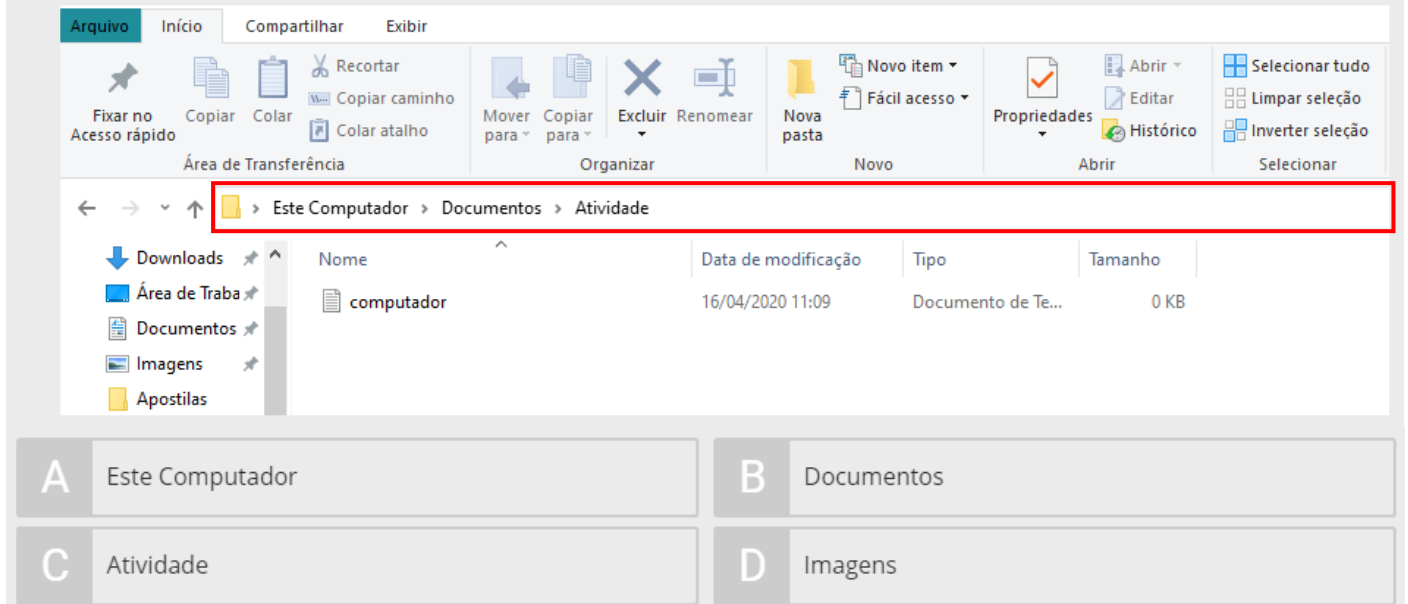 Arquivo Início Compartilhar Exibir
Fixar no
Acesso rápido
Copiar
Colar
Recortar
Copiar caminho
Colar atalho
Área de Transferência
Mover
para
Copiar
para
Excluir
Renomear
Organizar
Nova
pasta
Novo item
Fácil acesso
Novo
Propriedades
Abrir
Editar
Histórico
Abrir
Selecionar tudo
Limpar seleção
Inverter seleção
Selecionar
Este Computador > Documentos > Atividade
Downloads
Área de Traba
Documentos
Imagens
Apostilas
Nome Data de modificação Tipo Tamanho
computador 16/04/2020 11:09 Documento de Te... 0 KB
A Este Computador
B Documentos
C Atividade
D Imagens